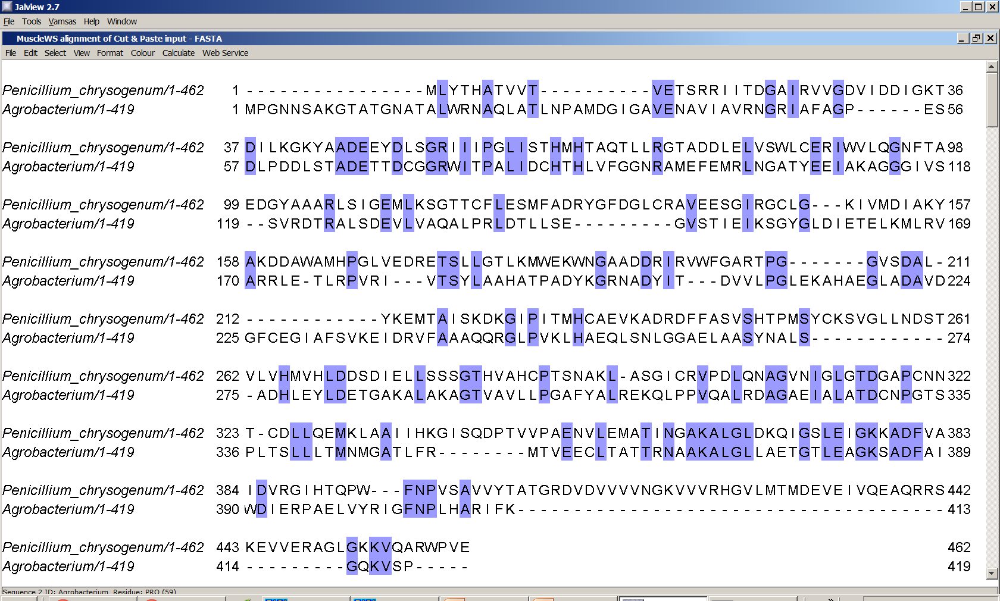 Jalview 2.7
File Tools Vamsas Help Window
MuscleWS alignment of Cut & Paste input - FASTA
File Edit Select View Format Colour Calculate Web Service
Penicillium_chrysogenum/1-462 1 ----------------MLYTHATVVT----------VETSRRIITDGAIRVVGDVIDDIGKT 36
Agrobacterium/1-419 1 MPGNNSAKGTATGNATALWRNAQLATLNPAMDGIGAVENAVIAVRNGRIAFAGP------ES 56
Penicillium_chrysogenum/1-462 37 DILKGKYAADEEYDLSGRIIIPGLISTHMHTAQTLLRGTADDLELVSWLCERIWVLQGNFTA 98
Agrobacterium/1-419 57 DLPDDLSTADETTDCGGRWITPALIDCHTHLVFGGNRAMEFEMRLNGATYEEIAKAGGGIVS 118
Penicillium_chrysogenum/1-462 99 EDGYAAARLSIGEMLKSGTTCFLESMFADRYGFDGLCRAVEESGIRGCLG---KIVMDIAKY 157
Agrobacterium/1-419 119 --SVRDTRALSDEVLVAQALPRLDTLLSE---------GVSTIEIKSGYGLDIETELKMLRV 169
Penicillium_chrysogenum/1-462 158 AKDDAWAMHPGLVEDRETSLLGTLKMWEKWNGAADDRIRVWFGARTPG-------GVSDAL- 211
Agrobacterium/1-419 170 ARRLE-TLRPVRI---VTSYLAAHATPADYKGRNADYIT---DVVLPGLEKAHAEGLADAVD 224
Penicillium_chrysogenum/1-462 212 ------------YKEMTAISKDKGIPITMHCAEVKADRDFFASVSHTPMSYCKSVGLLNDST 261
Agrobacterium/1-419 225 GFCEGIAFSVKEIDRVFAAAQQRGLPVKLHAEQLSNLGGAELAASYNALS------------ 274
Penicillium_chrysogenum/1-462 262 VLVHMVHLDDSDIELLSSSGTHVAHCPTSNAKL-ASGICRVPDLQNAGVNIGLGTDGAPCNN 322
Agrobacterium/1-419 275 -ADHLEYLDETGAKALAKAGTVAVLLPGAFYALREKQLPPVQALRDAGAEIALATDCNPGTS 335
Penicillium_chrysogenum/1-462 323 T-CDLLQEMKLAAIIHKGISQDPTVVPAENVLEMATINGAKALGLDKQIGSLEIGKKADFVA 383
Agrobacterium/1-419 336 PLTSLLLTMNMGATLFR--------MTVEECLTATTRNAAKALGLLAETGTLEAGKSADFAI 389
Penicillium_chrysogenum/1-462 384 IDVRGIHTQPW---FNPVSAVVYTATGRDVDVVVVNGKVVVRHGVLMTMDEVEIVQEAQRRS 442
Agrobacterium/1-419 390 WDIERPAELVYRIGFNPLHARIFK-------------------------------------- 413
Penicillium_chrysogenum/1-462 443 KEVVERAGLGKKVQARWPVE 462
Agrobacterium/1-419 414 ---------GQKVSP----- 419
Sequence 2 ID: Agrobacterium Residue: PRO (59)